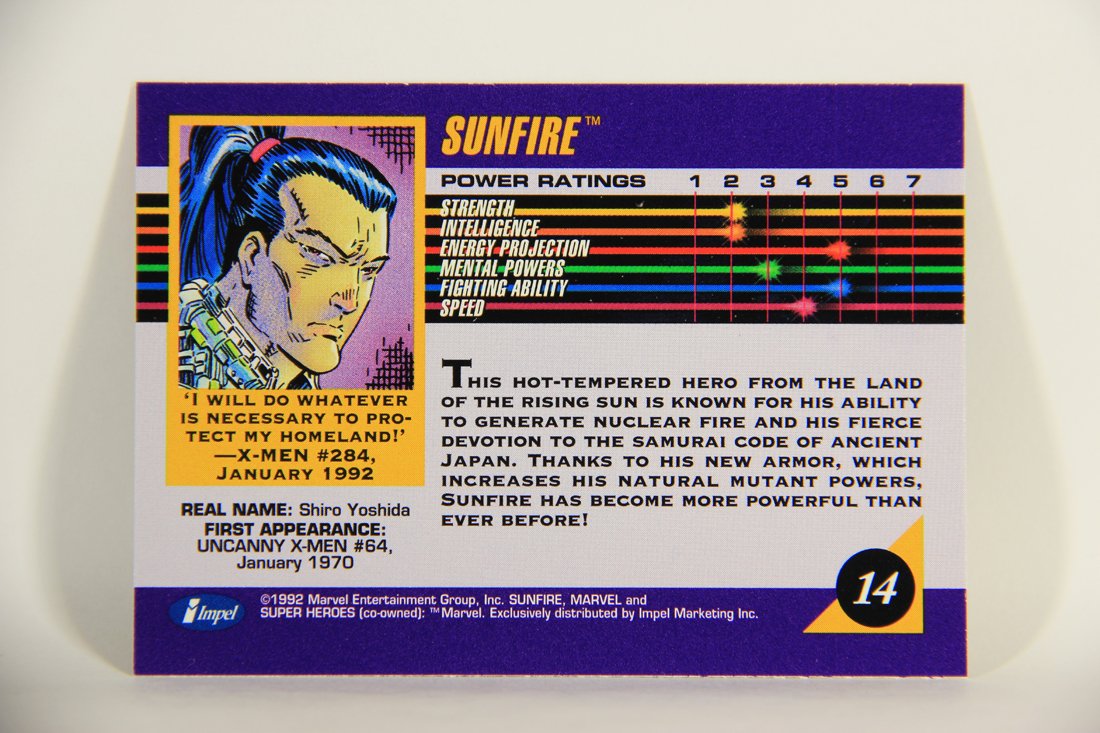 SUNFIRE™
POWER RATINGS 1 2 3 4 5 6 7
STRENGTH
INTELLIGENCE
ENERGY PROJECTION
MENTAL POWERS
FIGHTING ABILITY
SPEED
'I WILL DO WHATEVER
IS NECESSARY TO PRO-
TECT MY HOMELAND!'
—X-MEN #284,
JANUARY 1992
REAL NAME: Shiro Yoshida
FIRST APPEARANCE:
UNCANNY X-MEN #64,
January 1970
THIS HOT-TEMPERED HERO FROM THE LAND
OF THE RISING SUN IS KNOWN FOR HIS ABILITY
TO GENERATE NUCLEAR FIRE AND HIS FIERCE
DEVOTION TO THE SAMURAI CODE OF ANCIENT
JAPAN. THANKS TO HIS NEW ARMOR, WHICH
INCREASES HIS NATURAL MUTANT POWERS,
SUNFIRE HAS BECOME MORE POWERFUL THAN
EVER BEFORE!
14
Impel
©1992 Marvel Entertainment Group, Inc. SUNFIRE, MARVEL and
SUPER HEROES (co-owned): ™Marvel. Exclusively distributed by Impel Marketing Inc.